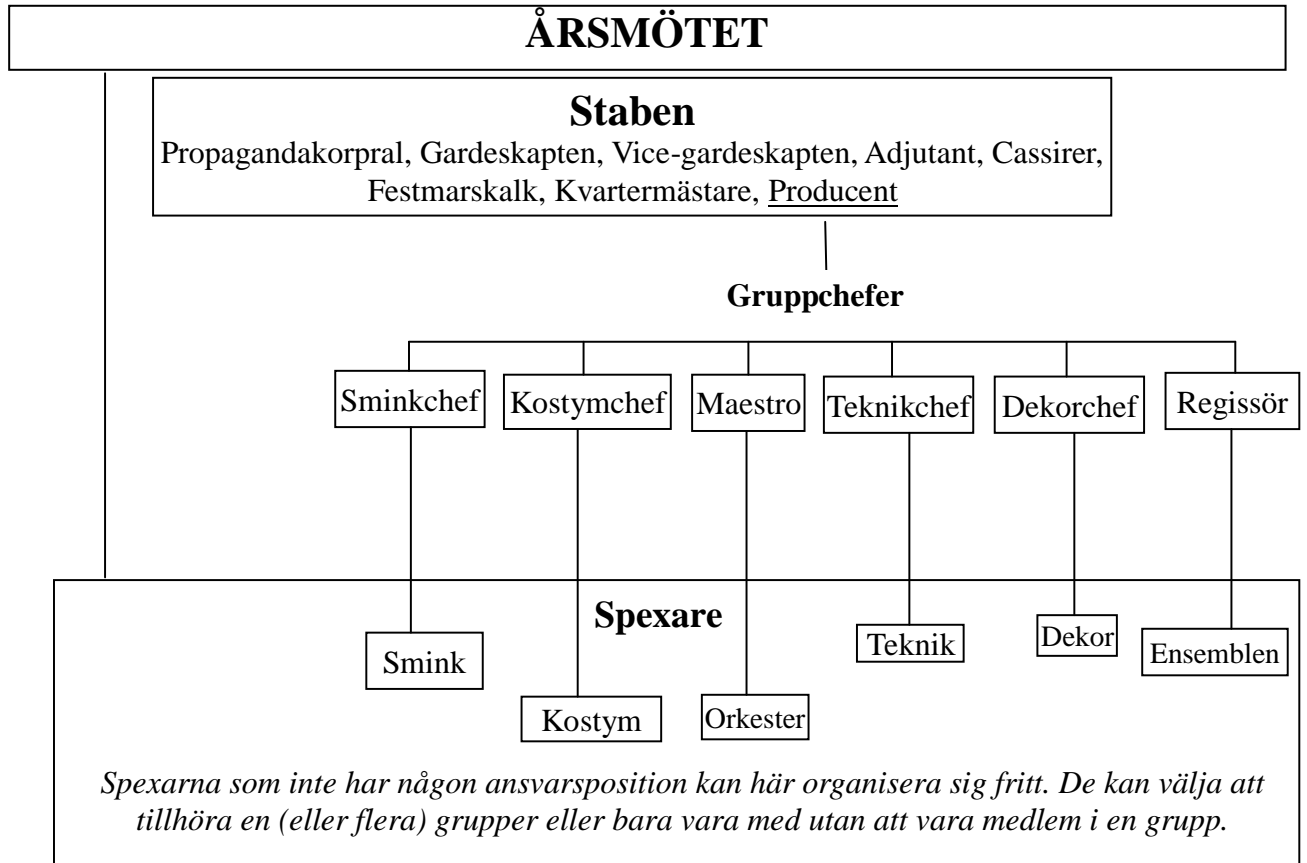 ÅRSMÖTET
Staben
Propagandakorpral, Gardeskapten, Vice-gardeskapten, Adjutant, Cassirer,
Festmarskalk, Kvartermästare, Producent
Gruppchefer
Sminkchef
Kostymchef
Maestro
Teknikchef
Dekorchef
Regissör
Spexare
Smink
Kostym
Orkester
Teknik
Dekor
Ensemblen
Spexarna som inte har någon ansvarsposition kan här organisera sig fritt. De kan välja att
tillhöra en (eller flera) grupper eller bara vara med utan att vara medlem i en grupp.